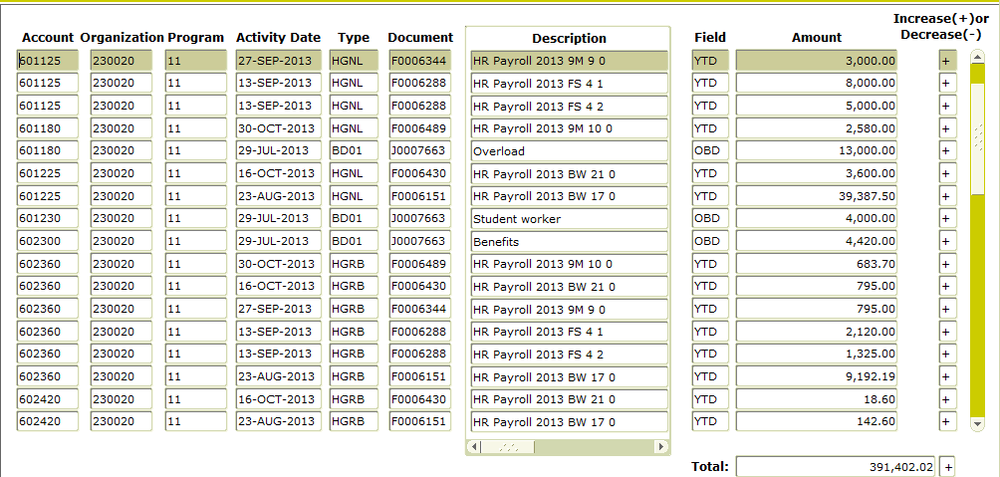 Increase(+)or
Account Organization Program Activity Date Type Document Description Field Amount Decrease(-)
601125 230020 11 27-SEP-2013 HGNL F0006344 HR Payroll 2013 9M 9 0 YTD 3,000.00 +
601125 230020 11 13-SEP-2013 HGNL F0006288 HR Payroll 2013 FS 4 1 YTD 8,000.00 +
601125 230020 11 13-SEP-2013 HGNL F0006288 HR Payroll 2013 FS 4 2 YTD 5,000.00 +
601180 230020 11 30-OCT-2013 HGNL F0006489 HR Payroll 2013 9M 10 0 YTD 2,580.00 +
601180 230020 11 29-JUL-2013 BD01 J0007663 Overload OBD 13,000.00 +
601225 230020 11 16-OCT-2013 HGNL F0006430 HR Payroll 2013 BW 21 0 YTD 3,600.00 +
601225 230020 11 23-AUG-2013 HGNL F0006151 HR Payroll 2013 BW 17 0 YTD 39,387.50 +
601230 230020 11 29-JUL-2013 BD01 J0007663 Student worker OBD 4,000.00 +
602300 230020 11 29-JUL-2013 BD01 J0007663 Benefits OBD 4,420.00 +
602360 230020 11 30-OCT-2013 HGRB F0006489 HR Payroll 2013 9M 10 0 YTD 683.70 +
602360 230020 11 16-OCT-2013 HGRB F0006430 HR Payroll 2013 BW 21 0 YTD 795.00 +
602360 230020 11 27-SEP-2013 HGRB F0006344 HR Payroll 2013 9M 9 0 YTD 795.00 +
602360 230020 11 13-SEP-2013 HGRB F0006288 HR Payroll 2013 FS 4 1 YTD 2,120.00 +
602360 230020 11 13-SEP-2013 HGRB F0006288 HR Payroll 2013 FS 4 2 YTD 1,325.00 +
602360 230020 11 23-AUG-2013 HGRB F0006151 HR Payroll 2013 BW 17 0 YTD 9,192.19 +
602420 230020 11 16-OCT-2013 HGRB F0006430 HR Payroll 2013 BW 21 0 YTD 18.60 +
602420 230020 11 23-AUG-2013 HGRB F0006151 HR Payroll 2013 BW 17 0 YTD 142.60 +
Total: 391,402.02 +